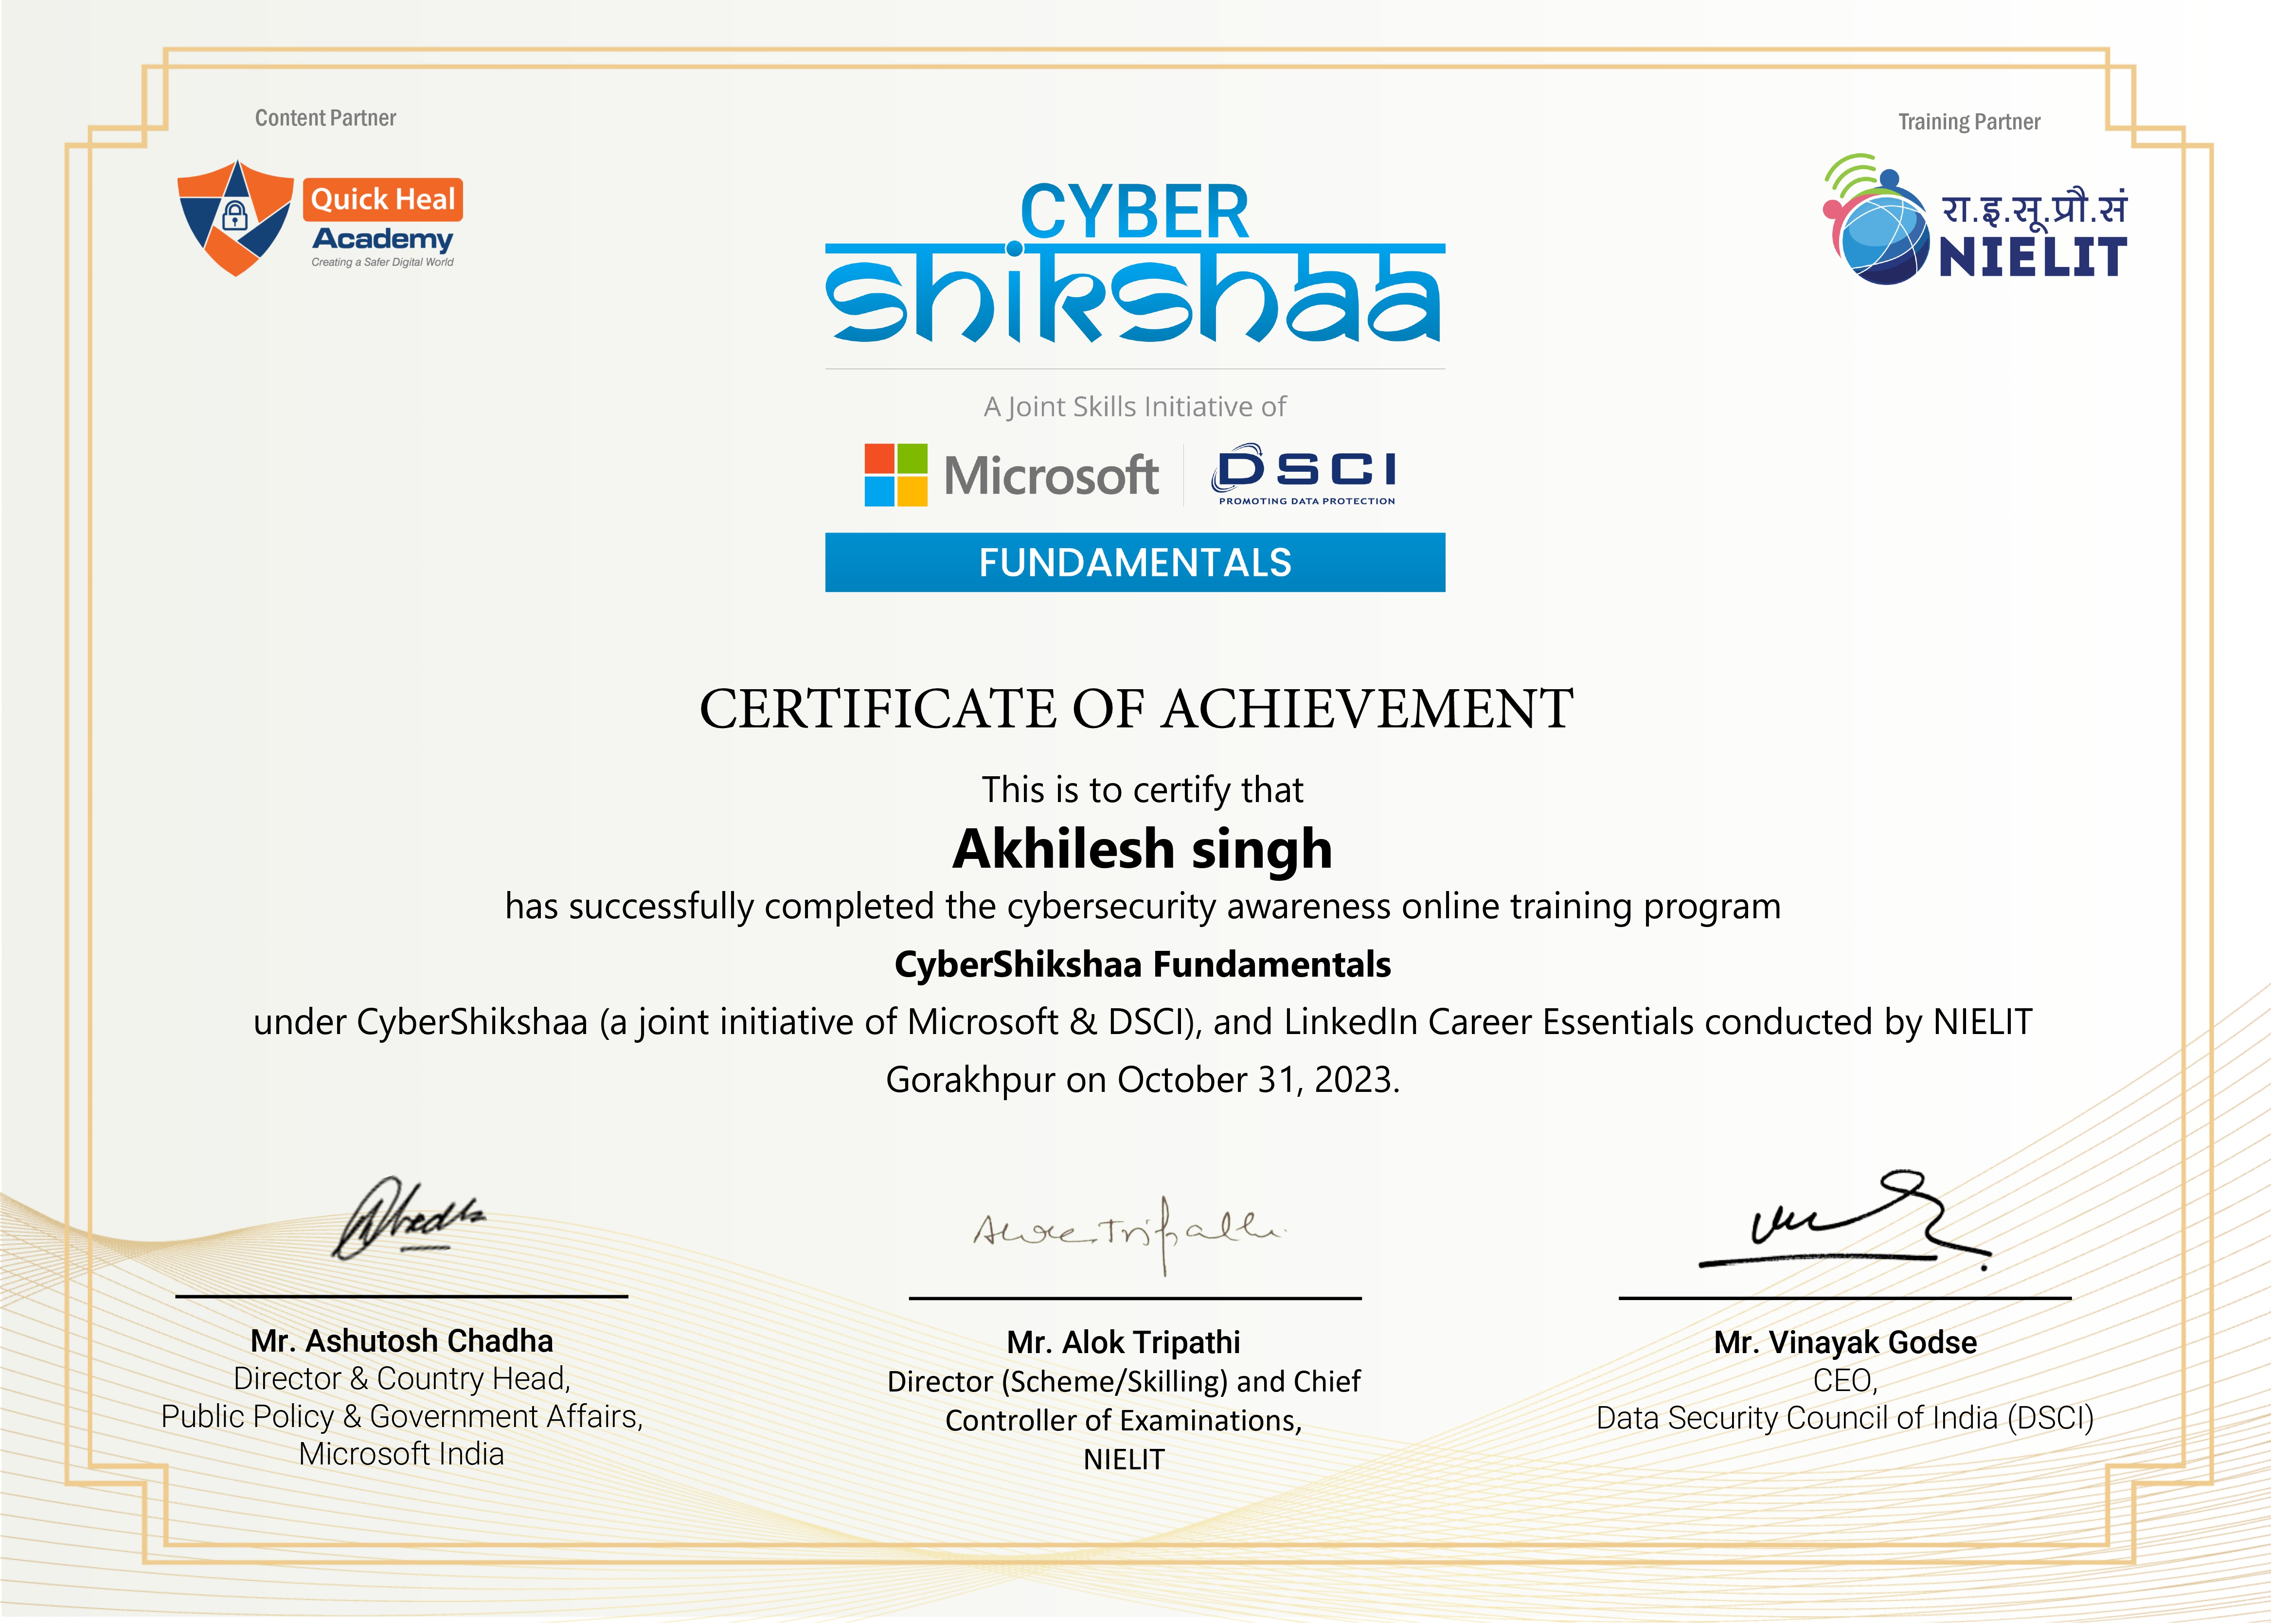 Content Partner
Quick Heal
Academy
Creating a Safer Digital World
Training Partner
रा.इ.सू.प्रौ.सं
NIELIT
CYBER
shikshaa
A Joint Skills Initiative of
Microsoft
DSCI
PROMOTING DATA PROTECTION
FUNDAMENTALS
CERTIFICATE OF ACHIEVEMENT
This is to certify that
Akhilesh singh
has successfully completed the cybersecurity awareness online training program
CyberShikshaa Fundamentals
under CyberShikshaa (a joint initiative of Microsoft & DSCI), and LinkedIn Career Essentials conducted by NIELIT
Gorakhpur on October 31, 2023.
Chadha
Alok Tripathi
Mr. Ashutosh Chadha
Director & Country Head,
Public Policy & Government Affairs,
Microsoft India
Mr. Alok Tripathi
Director (Scheme/Skilling) and Chief
Controller of Examinations,
NIELIT
Mr. Vinayak Godse
CEO,
Data Security Council of India (DSCI)